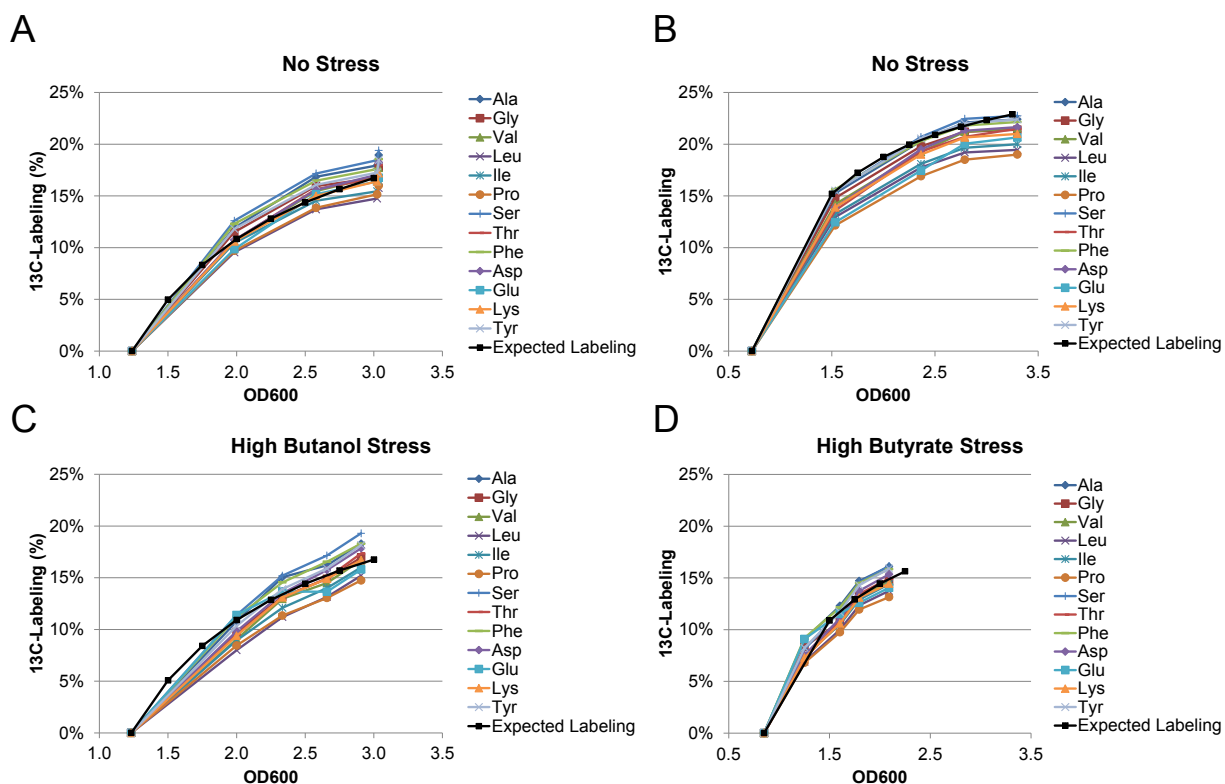 A
No Stress
13C-Labeling (%)
25%
20%
15%
10%
5%
0%
1.0
1.5
2.0
2.5
3.0
3.5
OD600
Ala
Gly
Val
Leu
Ile
Pro
Ser
Thr
Phe
Asp
Glu
Lys
Tyr
Expected Labeling
B
No Stress
13C-Labeling
25%
20%
15%
10%
5%
0%
0.5
1.5
2.5
3.5
OD600
Ala
Gly
Val
Leu
Ile
Pro
Ser
Thr
Phe
Asp
Glu
Lys
Tyr
Expected Labeling
C
High Butanol Stress
13C-Labeling (%)
25%
20%
15%
10%
5%
0%
1.0
1.5
2.0
2.5
3.0
3.5
OD600
Ala
Gly
Val
Leu
Ile
Pro
Ser
Thr
Phe
Asp
Glu
Lys
Tyr
Expected Labeling
D
High Butyrate Stress
13C-Labeling
25%
20%
15%
10%
5%
0%
0.5
1.5
2.5
3.5
OD600
Ala
Gly
Val
Leu
Ile
Pro
Ser
Thr
Phe
Asp
Glu
Lys
Tyr
Expected Labeling